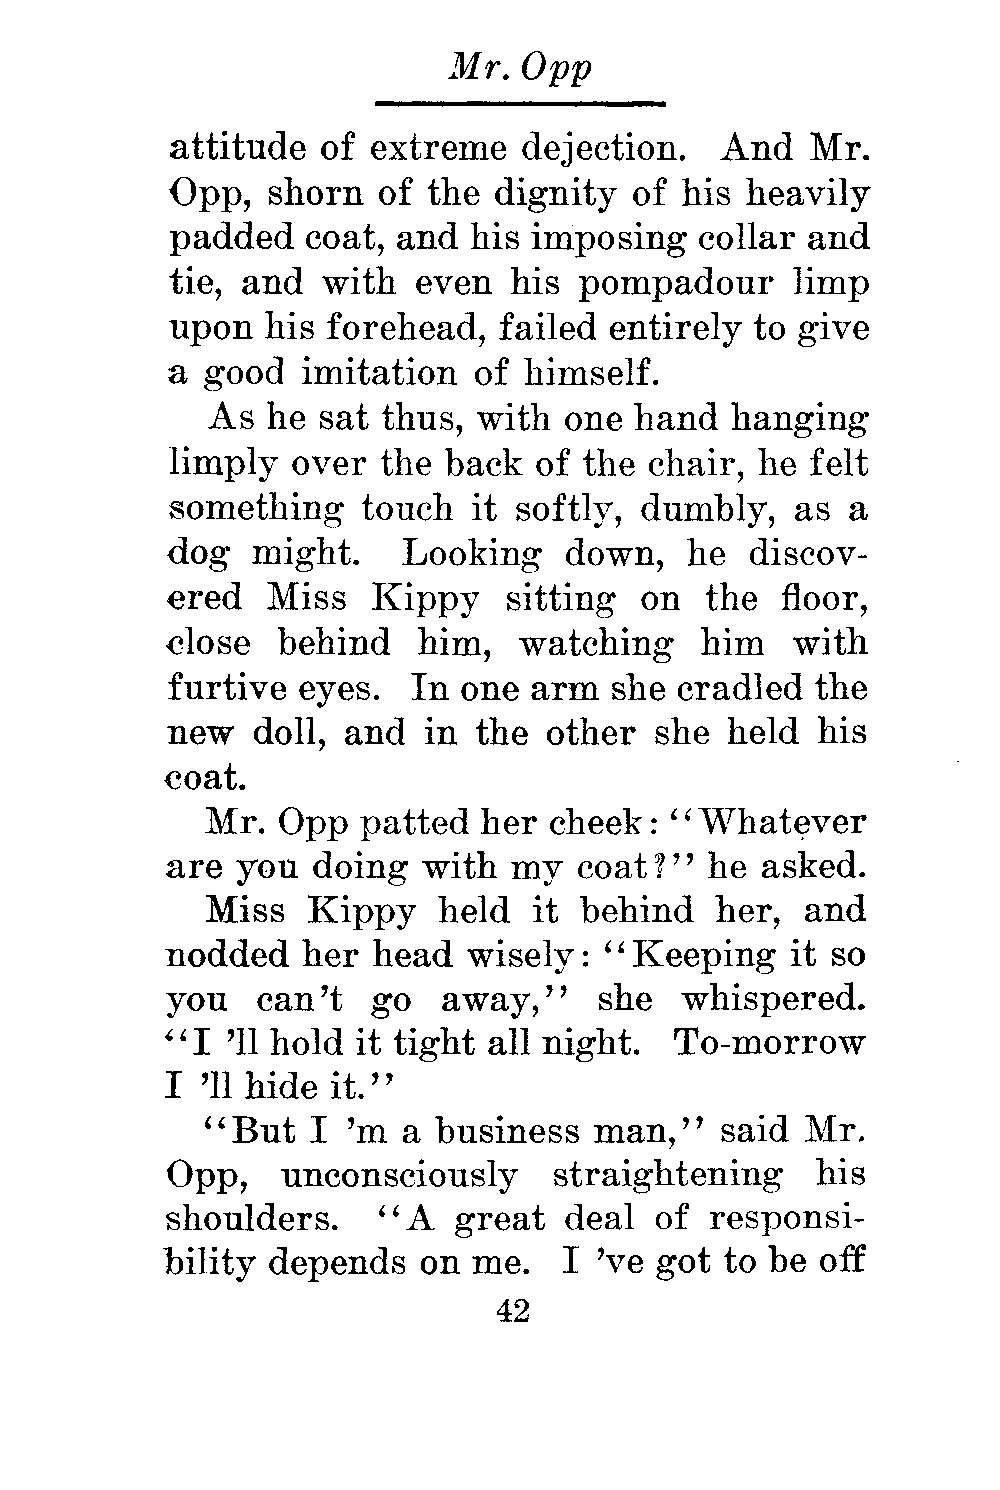 Mr. Opp
attitude of extreme dejection. And Mr.
Opp, shorn of the dignity of his heavily
padded coat, and his imposing collar and
tie, and with even his pompadour limp
upon his forehead, failed entirely to give
a good imitation of himself.
As he sat thus, with one hand hanging
limply over the back of the chair, he felt
something touch it softly, dumbly, as a
dog might. Looking down, he discov-
ered Miss Kippy sitting on the floor,
close behind him, watching him with
furtive eyes. In one arm she cradled the
new doll, and in the other she held his
coat.
Mr. Opp patted her cheek: "Whatever
are you doing with my coat?" he asked.
Miss Kippy held it behind her, and
nodded her head wisely: "Keeping it so
you can't go away," she whispered.
"I 'll hold it tight all night. To-morrow
I 'll hide it."
"But I 'm a business man," said Mr.
Opp, unconsciously straightening his
shoulders. "A great deal of responsi-
bility depends on me. I 've got to be off
42